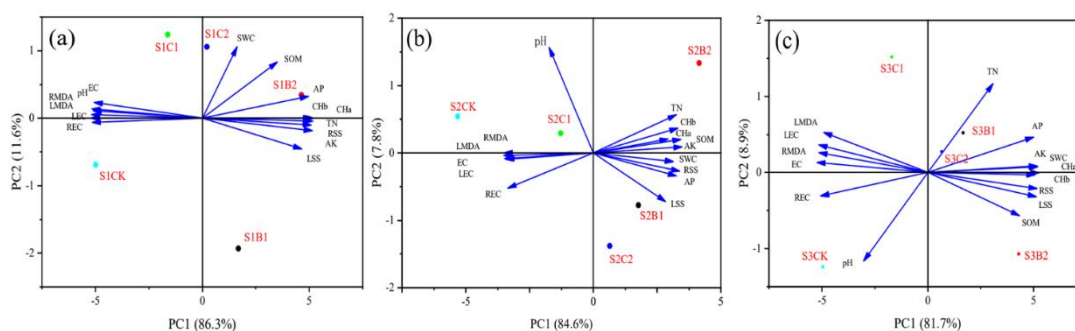 (a)
S1C1
S1C2
SWC
SOM
S1B2
AP
CHb
CHa
TN
RSS
AK
LSS
pH
EC
RMDA
LMDA
LEC
REC
S1CK
S1B1
PC2 (11.6%)
1
0
-1
-2
-5
0
5
PC1 (86.3%)
(b)
pH
S2B2
S2CK
S2C1
TN
CHb
CHa
SOM
AK
SWC
RSS
AP
LSS
RMDA
LMDA
EC
LEC
REC
S2B1
S2C2
PC2 (7.8%)
2
1
0
-1
-2
-5
0
5
PC1 (84.6%)
(c)
S3C1
TN
S3B1
AP
S3C2
AK
SWC
CHa
CHb
RSS
LSS
SOM
LMDA
LEC
RMDA
EC
REC
pH
S3CK
S3B2
PC2 (8.9%)
2
1
0
-1
-5
0
5
PC1 (81.7%)